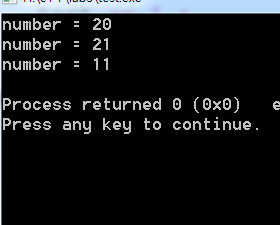 number = 20
number = 21
number = 11
Process returned 0 (0x0)
Press any key to continue.